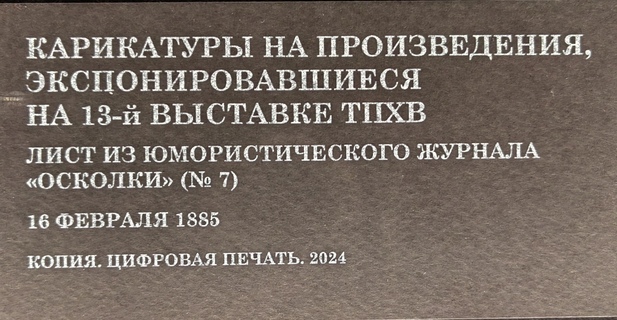 КАРИКАТУРЫ НА ПРОИЗВЕДЕНИЯ,
ЭКСПОНИРОВАВШИЕСЯ
НА 13-й ВЫСТАВКЕ ТПХВ
ЛИСТ ИЗ ЮМОРИСТИЧЕСКОГО ЖУРНАЛА
«ОСКОЛКИ» (№ 7)
16 ФЕВРАЛЯ 1885
КОПИЯ. ЦИФРОВАЯ ПЕЧАТЬ. 2024